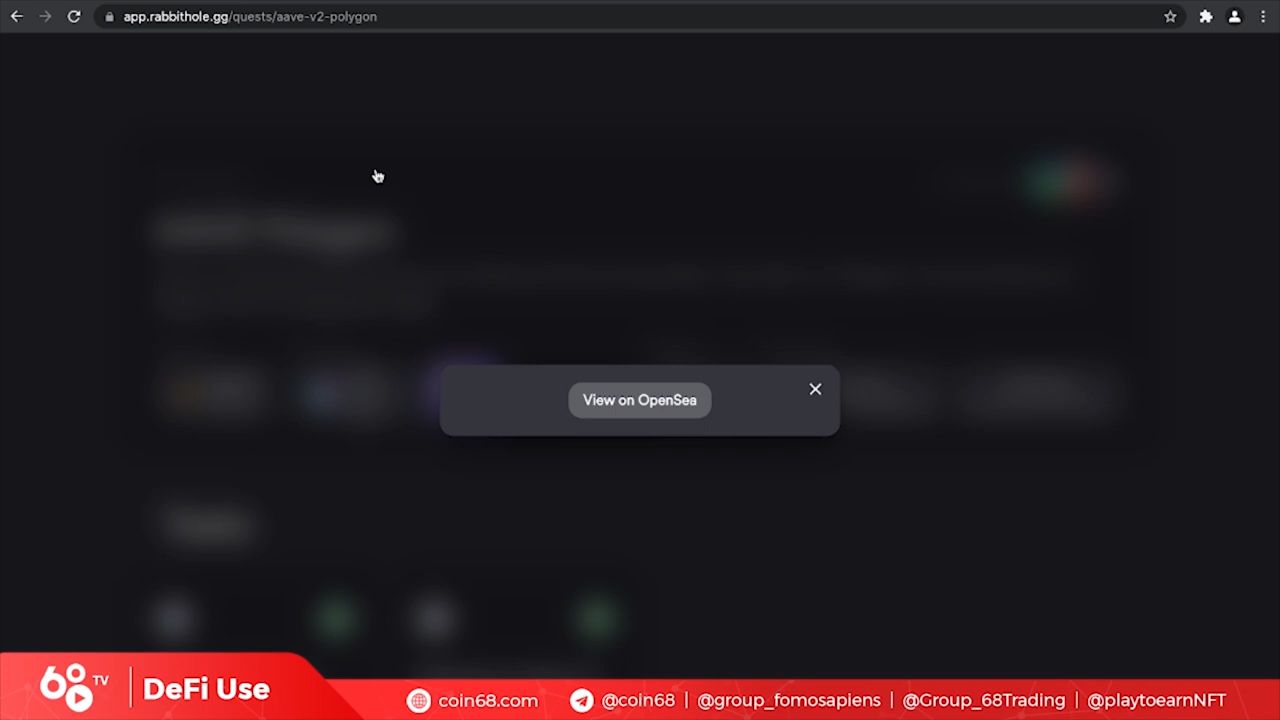 app.rabbithole.gg/quests/aave-v2-polygon
View on OpenSea
68 TV
DeFi Use
coin68.com
@coin68 | @group_fomosapiens | @Group_68Trading | @playtoearnNFT